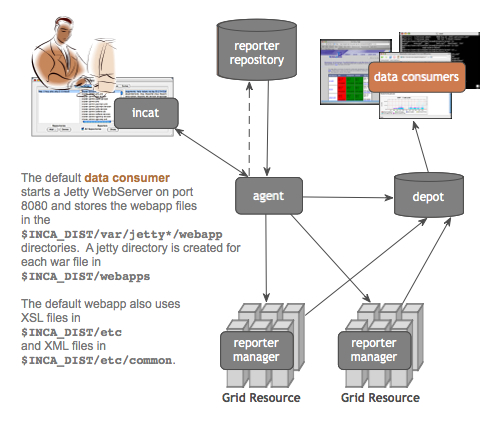 reporter
repository
data consumers
incat
agent
depot
The default data consumer
starts a Jetty WebServer on port
8080 and stores the webapp files
in the
$INCA_DIST/var/jetty*/webapp
directories.  A jetty directory is created for
each war file in
$INCA_DIST/webapps
The default webapp also uses
XSL files in
$INCA_DIST/etc
and XML files in
$INCA_DIST/etc/common.
reporter
manager
reporter
manager
Grid Resource
Grid Resource